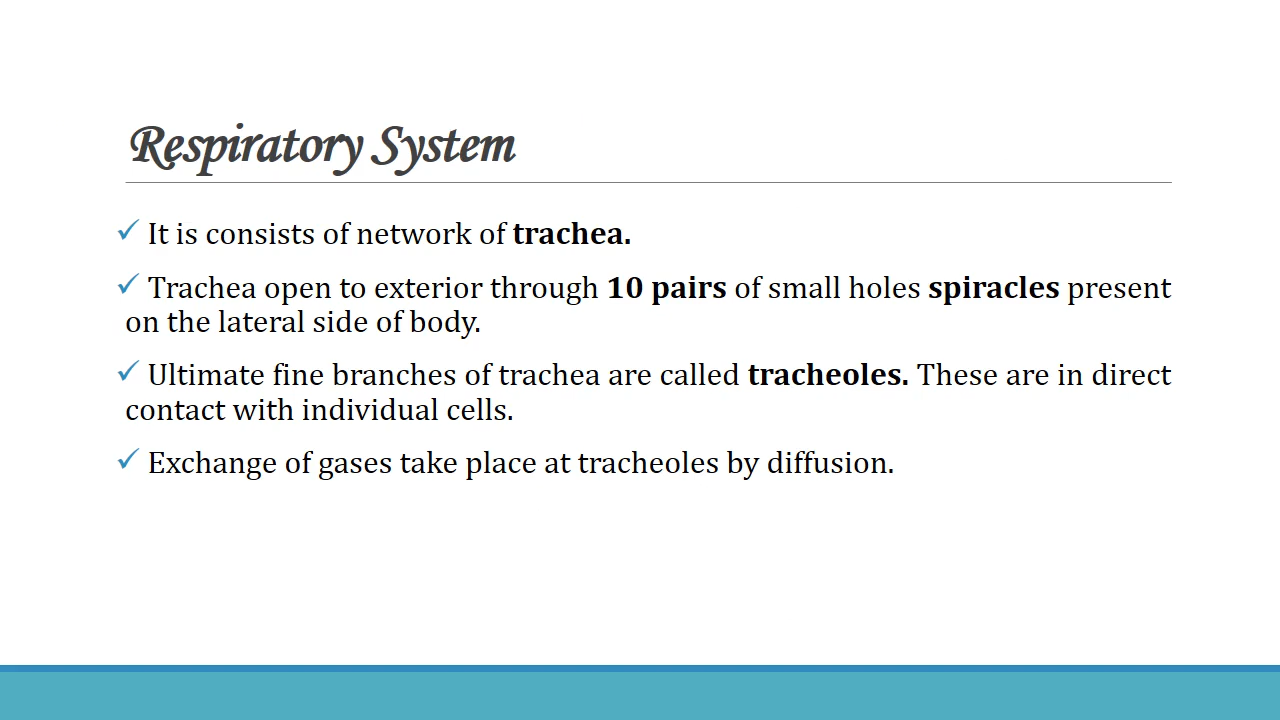 Respiratory System
✓ It is consists of network of trachea.
✓ Trachea open to exterior through 10 pairs of small holes spiracles present
on the lateral side of body.
✓ Ultimate fine branches of trachea are called tracheoles. These are in direct
contact with individual cells.
✓ Exchange of gases take place at tracheoles by diffusion.